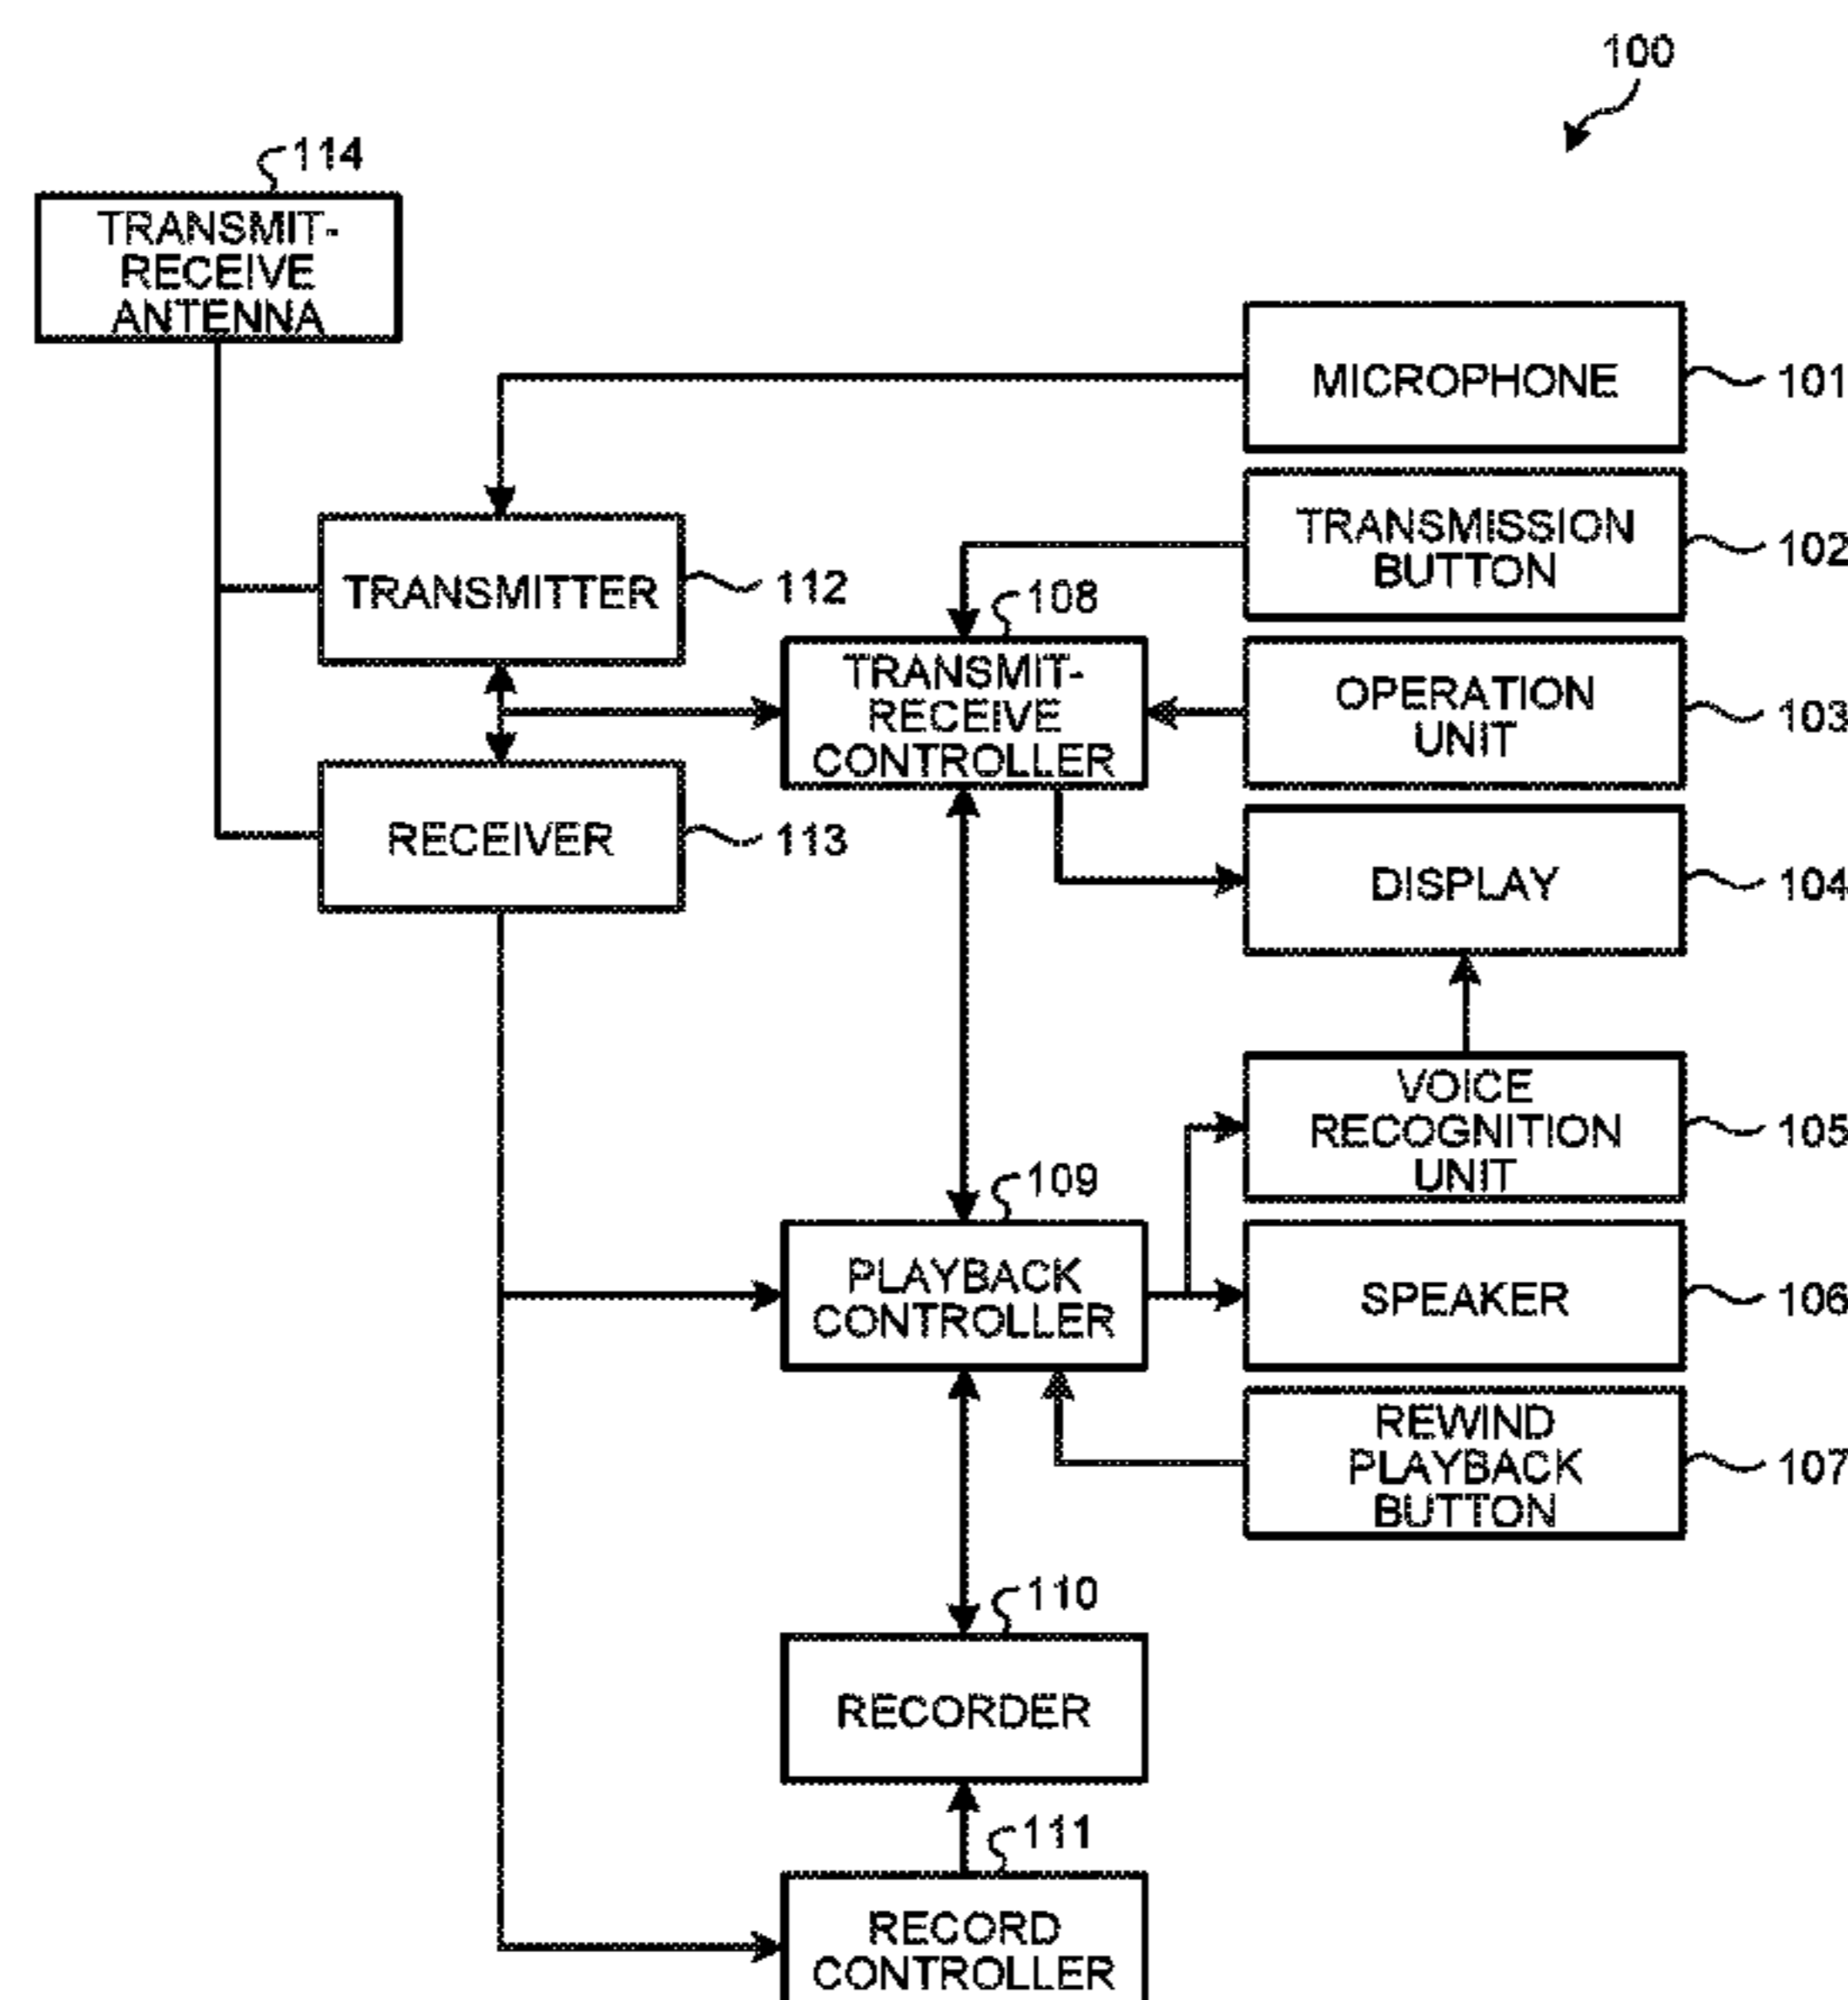 100
114
TRANSMIT-
RECEIVE
ANTENNA
MICROPHONE
101
TRANSMISSION
BUTTON
102
TRANSMITTER
112
108
TRANSMIT-
RECEIVE
CONTROLLER
OPERATION
UNIT
103
RECEIVER
113
DISPLAY
104
VOICE
RECOGNITION
UNIT
105
109
PLAYBACK
CONTROLLER
SPEAKER
106
REWIND
PLAYBACK
BUTTON
107
110
RECORDER
111
RECORD
CONTROLLER